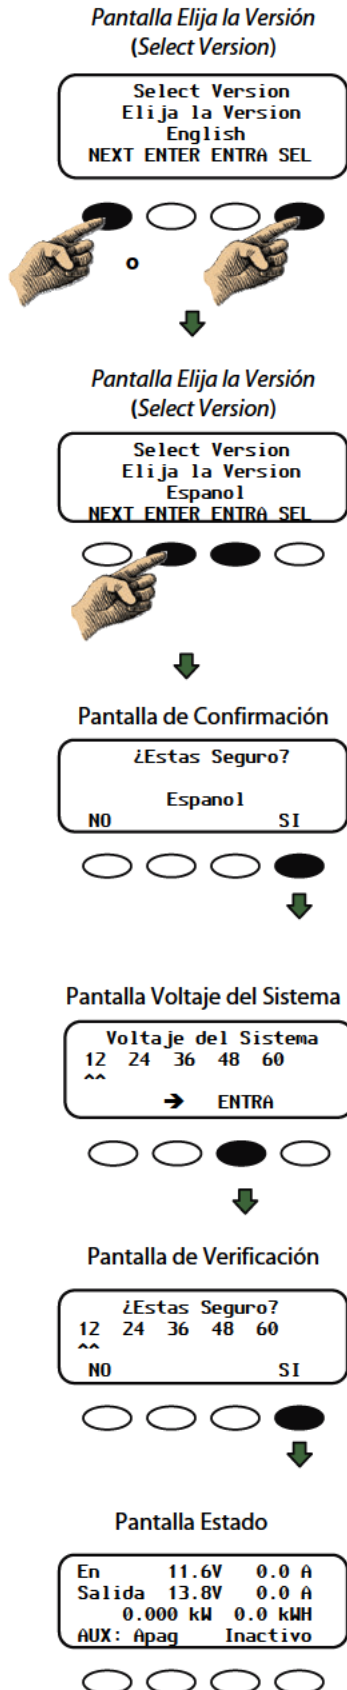 Pantalla Elija la Versión
(Select Version)
Select Version
Elija la Version
English
NEXT ENTER ENTRA SEL
o
Pantalla Elija la Versión
(Select Version)
Select Version
Elija la Version
Espanol
NEXT ENTER ENTRA SEL
Pantalla de Confirmación
¿Estas Seguro?
Espanol
NO SI
Pantalla Voltaje del Sistema
Voltaje del Sistema
12 24 36 48 60
^^
➔ ENTRA
Pantalla de Verificación
¿Estas Seguro?
12 24 36 48 60
^^
NO SI
Pantalla Estado
En 11.6V 0.0 A
Salida 13.8V 0.0 A
0.000 kW 0.0 kWH
AUX: Apag Inactivo